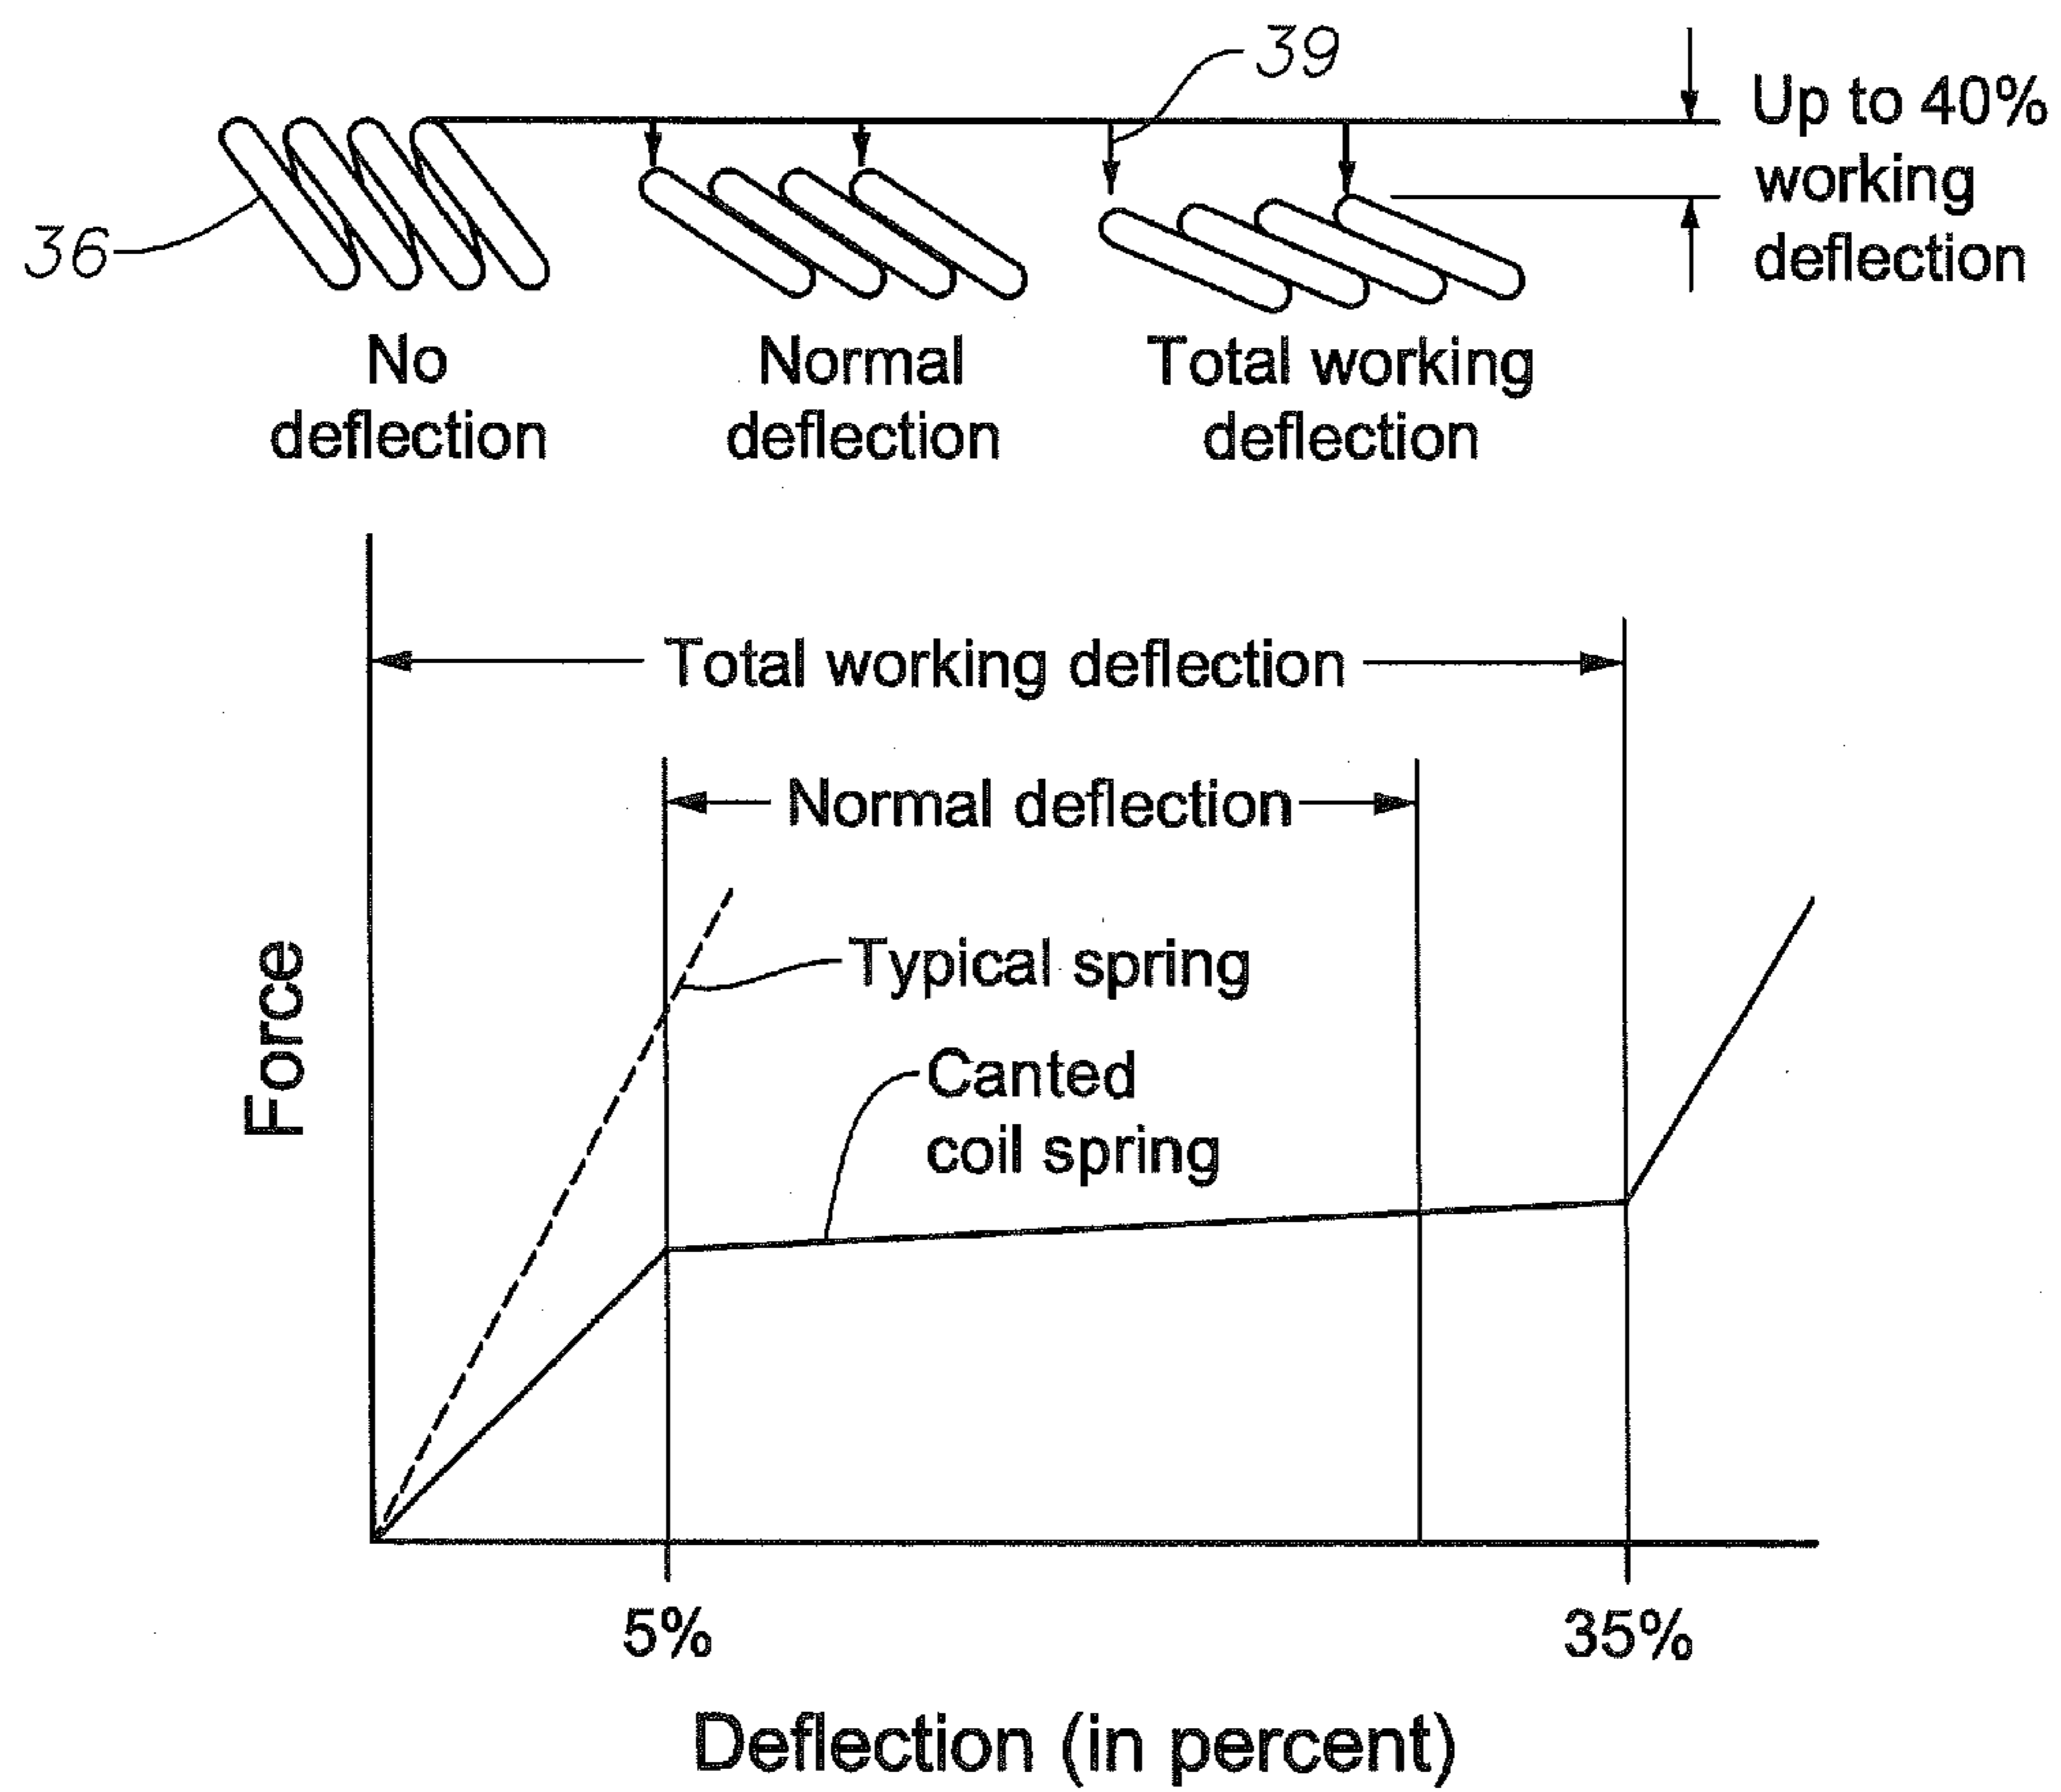 39
Up to 40%
working
deflection
36
No
deflection
Normal
deflection
Total working
deflection
Total working deflection
Normal deflection
Typical spring
Canted
coil spring
Force
5%
35%
Deflection (in percent)